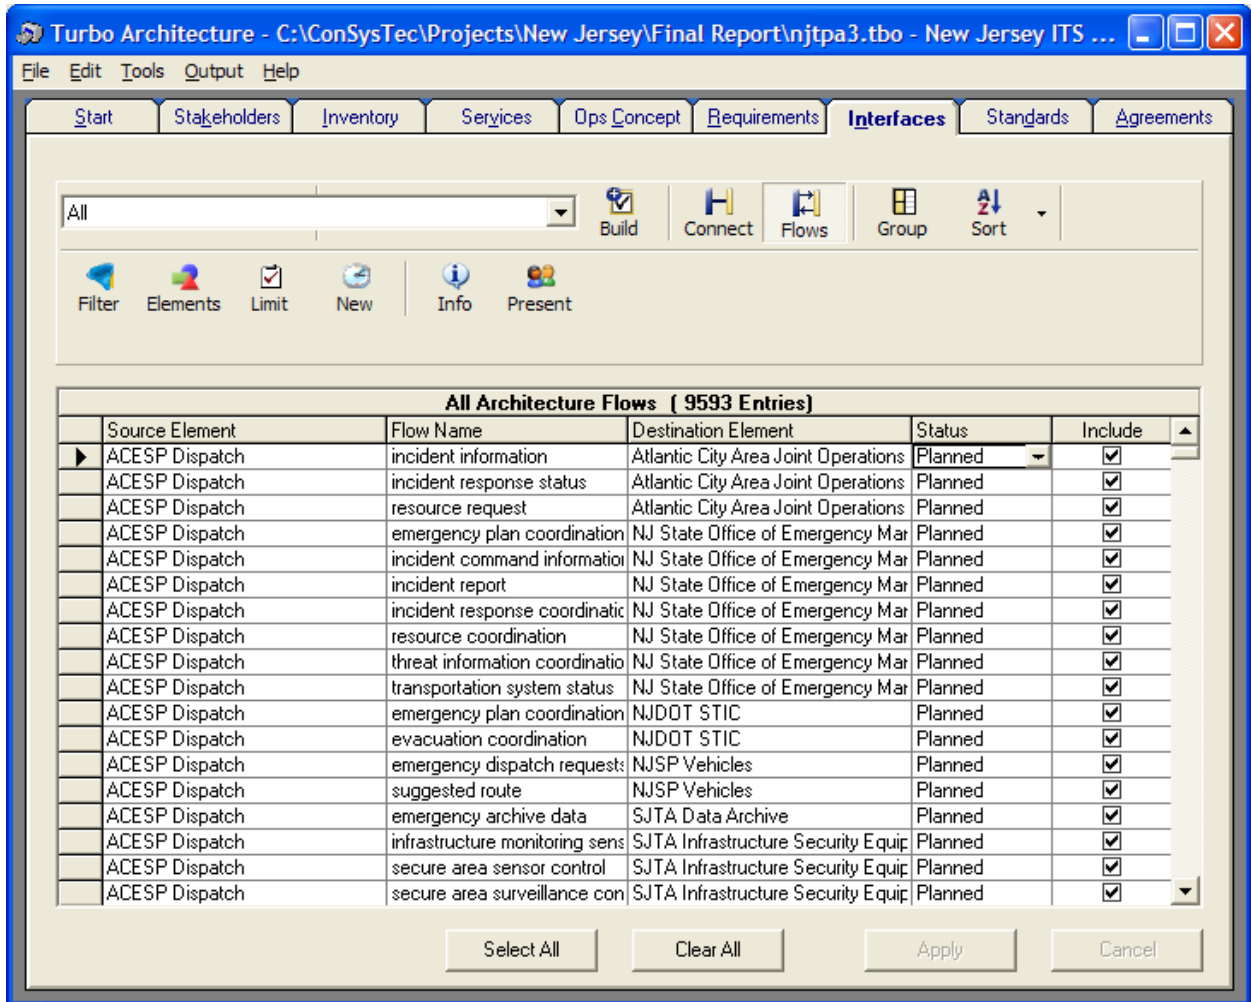 Turbo Architecture - C:\ConSysTec\Projects\New Jersey\Final Report\njtpa3.tbo - New Jersey ITS ...
File Edit Tools Output Help
Start Stakeholders Inventory Services Ops Concept Requirements Interfaces Standards Agreements
All Build Connect Flows Group Sort
Filter Elements Limit New Info Present
All Architecture Flows ( 9593 Entries)
Source Element Flow Name Destination Element Status Include
ACESP Dispatch incident information Atlantic City Area Joint Operations Planned
ACESP Dispatch incident response status Atlantic City Area Joint Operations Planned
ACESP Dispatch resource request Atlantic City Area Joint Operations Planned
ACESP Dispatch emergency plan coordination NJ State Office of Emergency Mar Planned
ACESP Dispatch incident command informatio NJ State Office of Emergency Mar Planned
ACESP Dispatch incident report NJ State Office of Emergency Mar Planned
ACESP Dispatch incident response coordinatic NJ State Office of Emergency Mar Planned
ACESP Dispatch resource coordination NJ State Office of Emergency Mar Planned
ACESP Dispatch threat information coordinatio NJ State Office of Emergency Mar Planned
ACESP Dispatch transportation system status NJ State Office of Emergency Mar Planned
ACESP Dispatch emergency plan coordination NJDOT STIC Planned
ACESP Dispatch evacuation coordination NJDOT STIC Planned
ACESP Dispatch emergency dispatch requests NJSP Vehicles Planned
ACESP Dispatch suggested route NJSP Vehicles Planned
ACESP Dispatch emergency archive data SJTA Data Archive Planned
ACESP Dispatch infrastructure monitoring sens SJTA Infrastructure Security Equip Planned
ACESP Dispatch secure area sensor control SJTA Infrastructure Security Equip Planned
ACESP Dispatch secure area surveillance con SJTA Infrastructure Security Equip Planned
Select All Clear All Apply Cancel